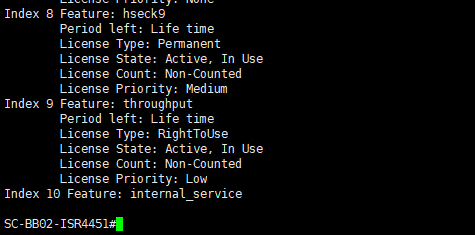 License Priority: None
Index 8 Feature: hseck9
Period left: Life time
License Type: Permanent
License State: Active, In Use
License Count: Non-Counted
License Priority: Medium
Index 9 Feature: throughput
Period left: Life time
License Type: RightToUse
License State: Active, In Use
License Count: Non-Counted
License Priority: Low
Index 10 Feature: internal_service
SC-BB02-ISR4451#